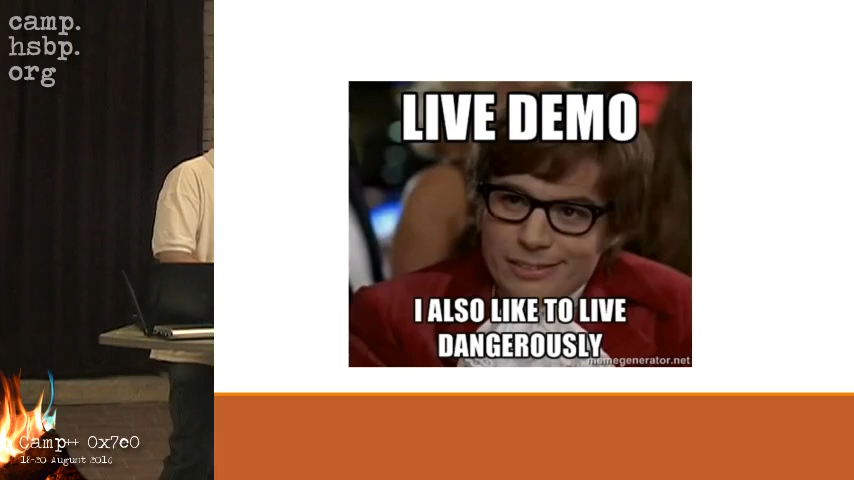 camp.
hsbp.
org
LIVE DEMO
I ALSO LIKE TO LIVE
DANGEROUSLY
memegenerator.net
Camp++ 0x7e0
18-20 August 2016